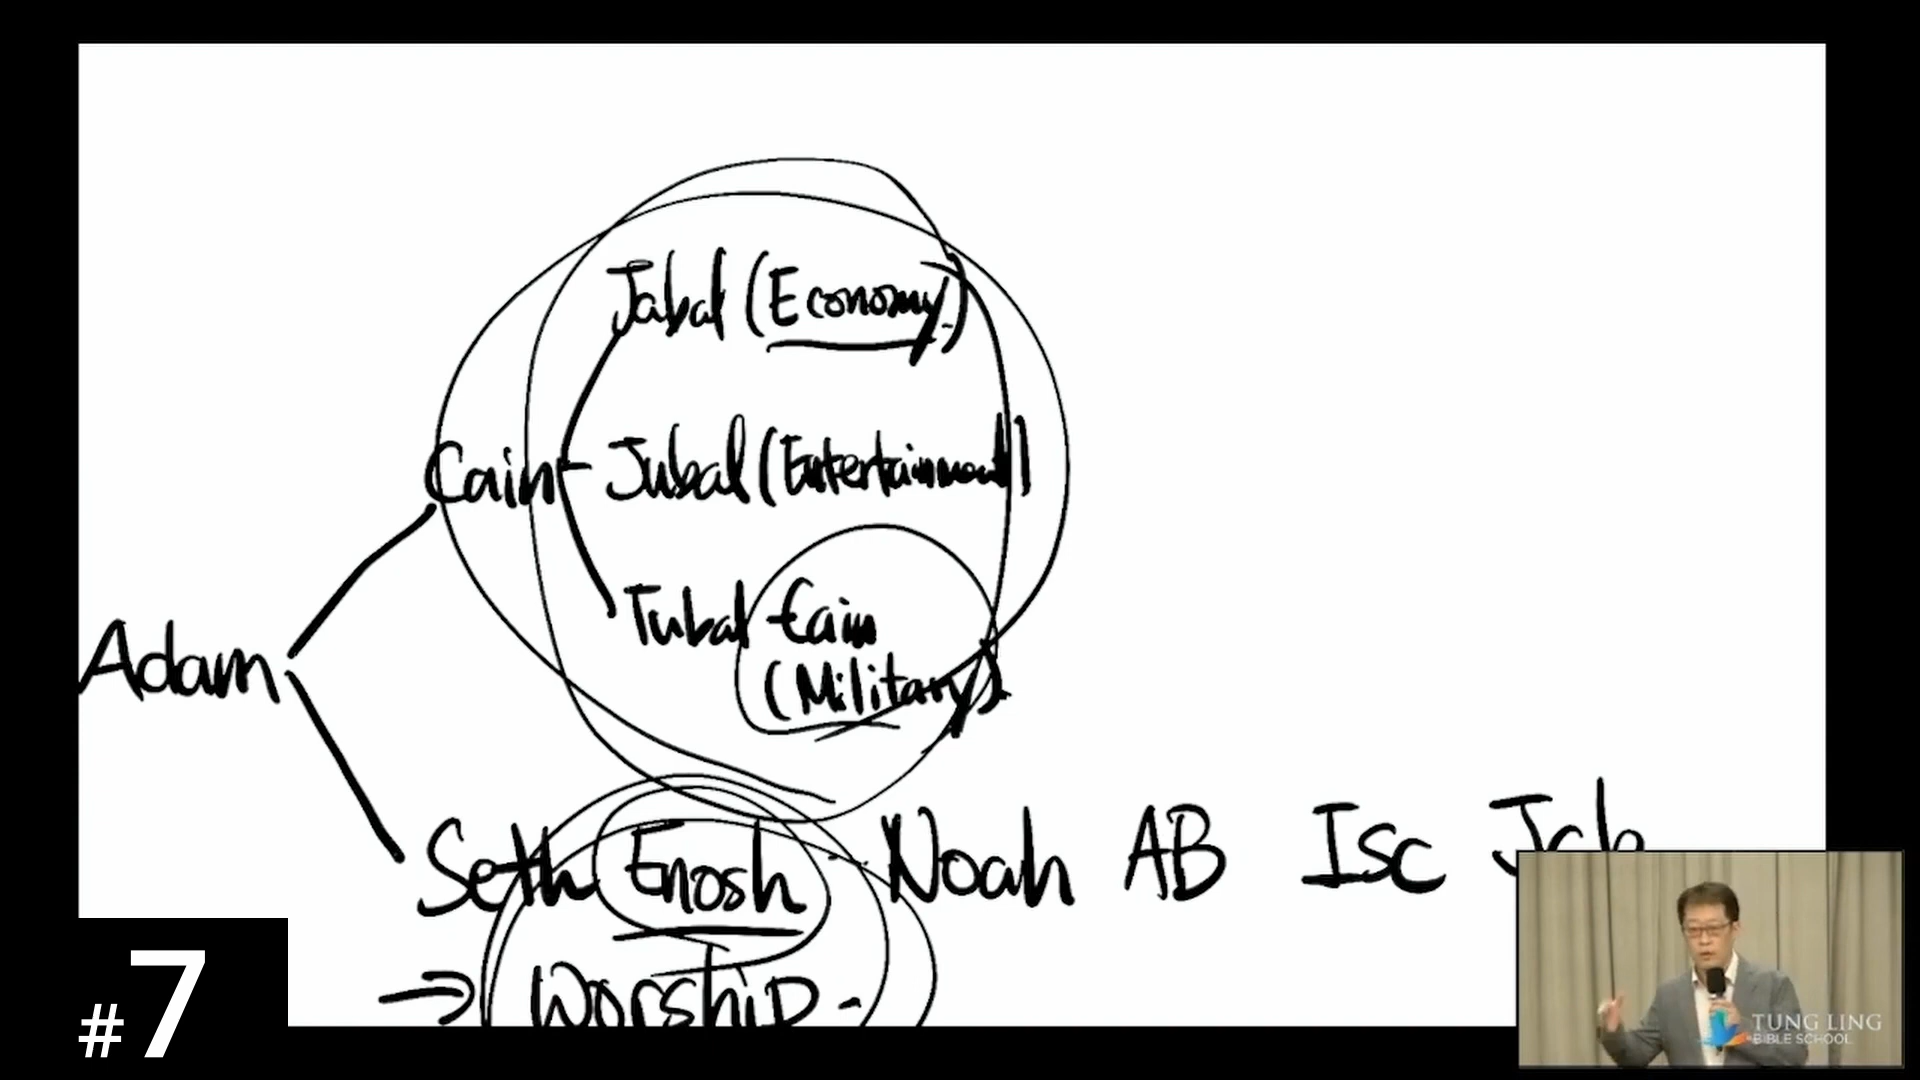 Jabal (Economy)
Cain - Jubal (Entertainment)
Tubal Cain
(Military)
Adam
Seth Enosh Noah AB Isc Jcb
→ Worship -
#7
TUNG LING
BIBLE SCHOOL